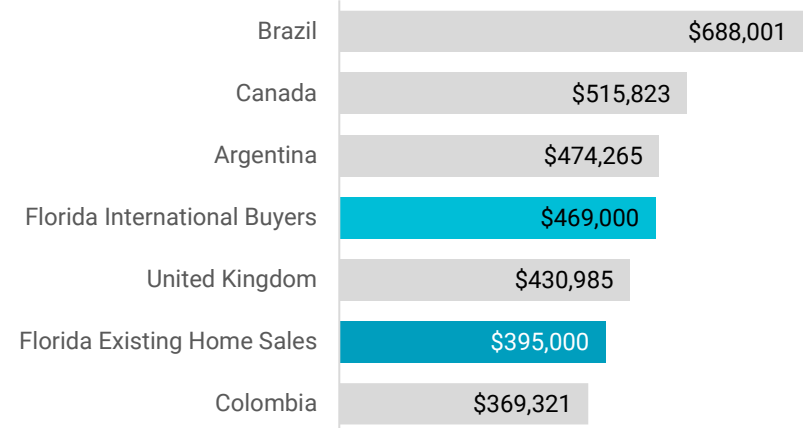 Brazil $688,001
Canada $515,823
Argentina $474,265
Florida International Buyers $469,000
United Kingdom $430,985
Florida Existing Home Sales $395,000
Colombia $369,321